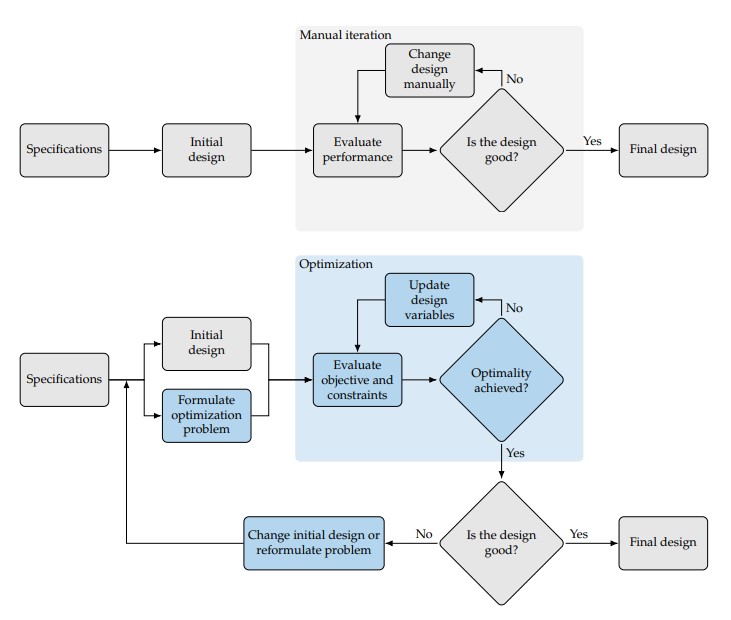 Manual iteration
Change
design
manually
No
Specifications
Initial
design
Evaluate
performance
Is the design
good?
Yes
Final design
Optimization
Update
design
variables
No
Initial
design
Specifications
Evaluate
objective and
constraints
Optimality
achieved?
Formulate
optimization
problem
Yes
Change initial design or
reformulate problem
No
Is the design
good?
Yes
Final design